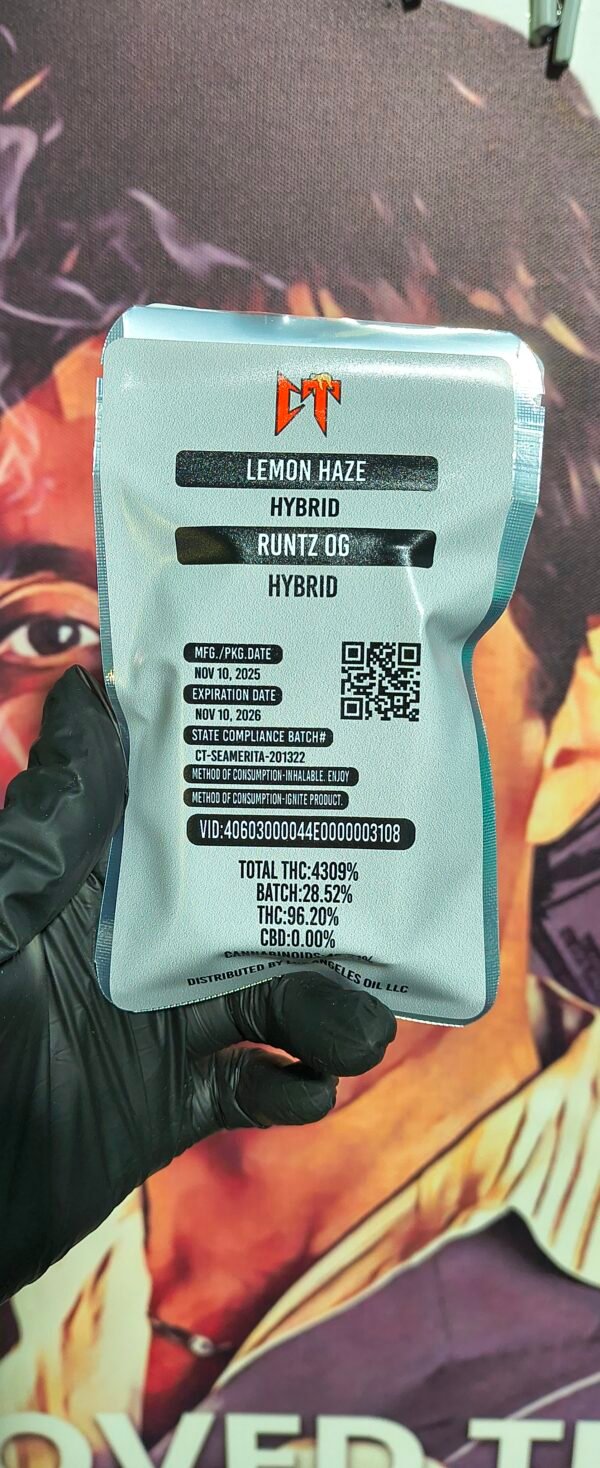 CT
LEMON HAZE
HYBRID
RUNTZ OG
HYBRID
MFG./PKG.DATE
NOV 10, 2025
EXPIRATION DATE
NOV 10, 2026
STATE COMPLIANCE BATCH#
CT-SEAMERITA-201322
METHOD OF CONSUMPTION-INHALABLE. ENJOY
METHOD OF CONSUMPTION-IGNITE PRODUCT.
VID:40603000044E0000003108
TOTAL THC:4309%
BATCH:28.52%
THC:96.20%
CBD:0.00%
CANNABINOIDS
DISTRIBUTED BY LOS ANGELES OIL LLC